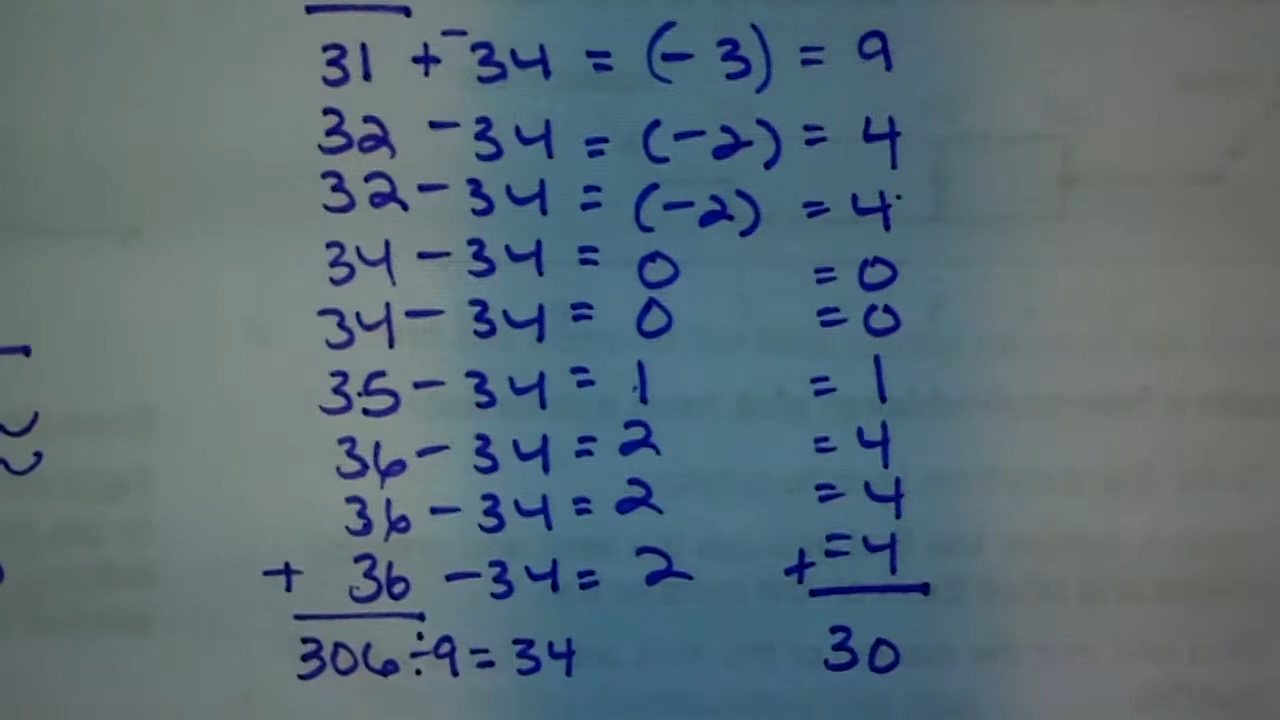 31 + -34 = (-3) = 9
32 - 34 = (-2) = 4
32 - 34 = (-2) = 4
34 - 34 = 0 = 0
34 - 34 = 0 = 0
35 - 34 = 1 = 1
36 - 34 = 2 = 4
36 - 34 = 2 = 4
+ 36 - 34 = 2 + = 4
306 ÷ 9 = 34 30